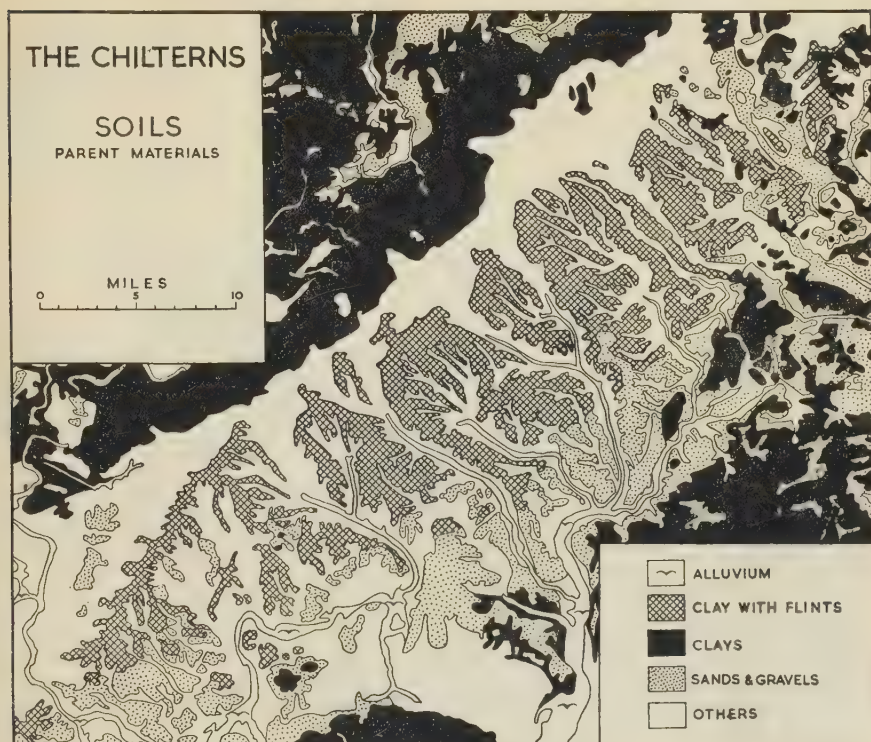 THE CHILTERNS
SOILS
PARENT MATERIALS
MILES
0 5 10
ALLUVIUM
CLAY WITH FLINTS
CLAYS
SANDS & GRAVELS
OTHERS